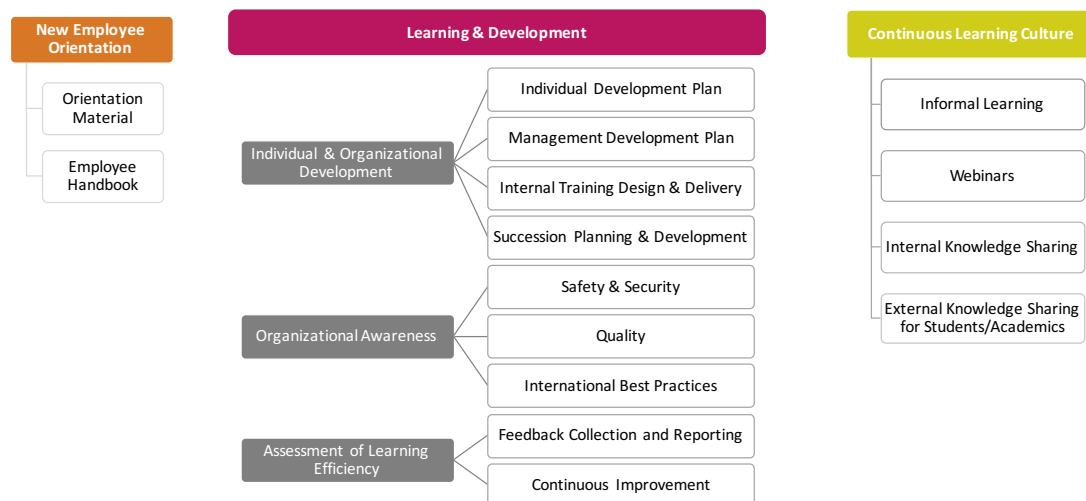 New Employee
Orientation
Orientation
Material
Employee
Handbook
Learning & Development
Individual & Organizational
Development
Individual Development Plan
Management Development Plan
Internal Training Design & Delivery
Succession Planning & Development
Organizational Awareness
Safety & Security
Quality
International Best Practices
Assessment of Learning
Efficiency
Feedback Collection and Reporting
Continuous Improvement
Continuous Learning Culture
Informal Learning
Webinars
Internal Knowledge Sharing
External Knowledge Sharing
for Students/Academics